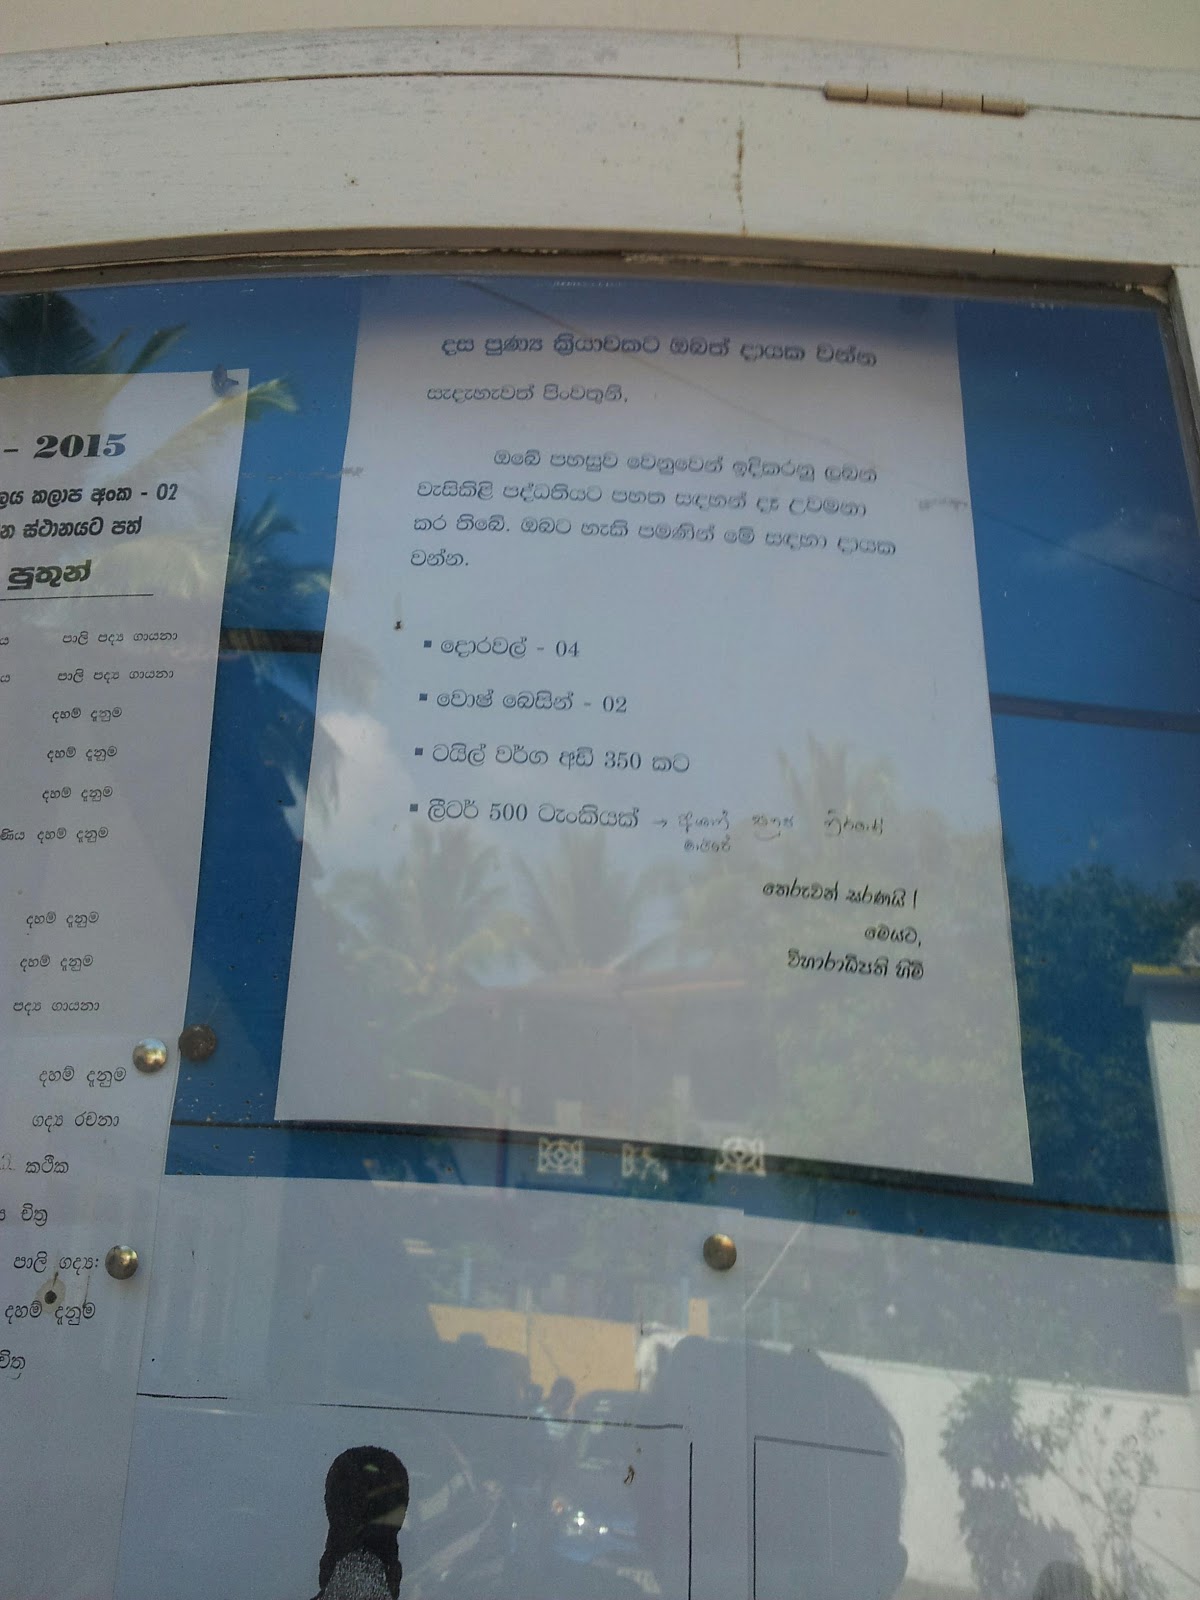 දස පුණ්‍ය ක්‍රියාවකට ඔබත් දායක වන්න
සැදැහැවත් පිංවතුනි,
ඔබේ පහසුව වෙනුවෙන් ඉදිකරනු ලබන
වැසිකිළි පද්ධතියට පහත සඳහන් දෑ උවමනා
කර තිබේ. ඔබට හැකි පමණින් මේ සඳහා දායක
වන්න.
▪ දොරවල් - 04
▪ වොෂ් බෙසින් - 02
▪ ටයිල් වර්ග අඩි 350 කට
▪ ලීටර් 500 ටැංකියක් →
තෙරුවන් සරණයි !
මෙයට,
විහාරාධිපති හිමි
- 2015
කලාප අංක - 02
ස්ථානයට පත්
පුතුන්
පාලි පද්‍ය ගායනා
පාලි පද්‍ය ගායනා
දහම් දැනුම
දහම් දැනුම
දහම් දැනුම
දහම් දැනුම
දහම් දැනුම
දහම් දැනුම
පද්‍ය ගායනා
දහම් දැනුම
ගද්‍ය රචනා
කථික
චිත්‍ර
පාලි ගද්‍ය
දහම් දැනුම
චිත්‍ර